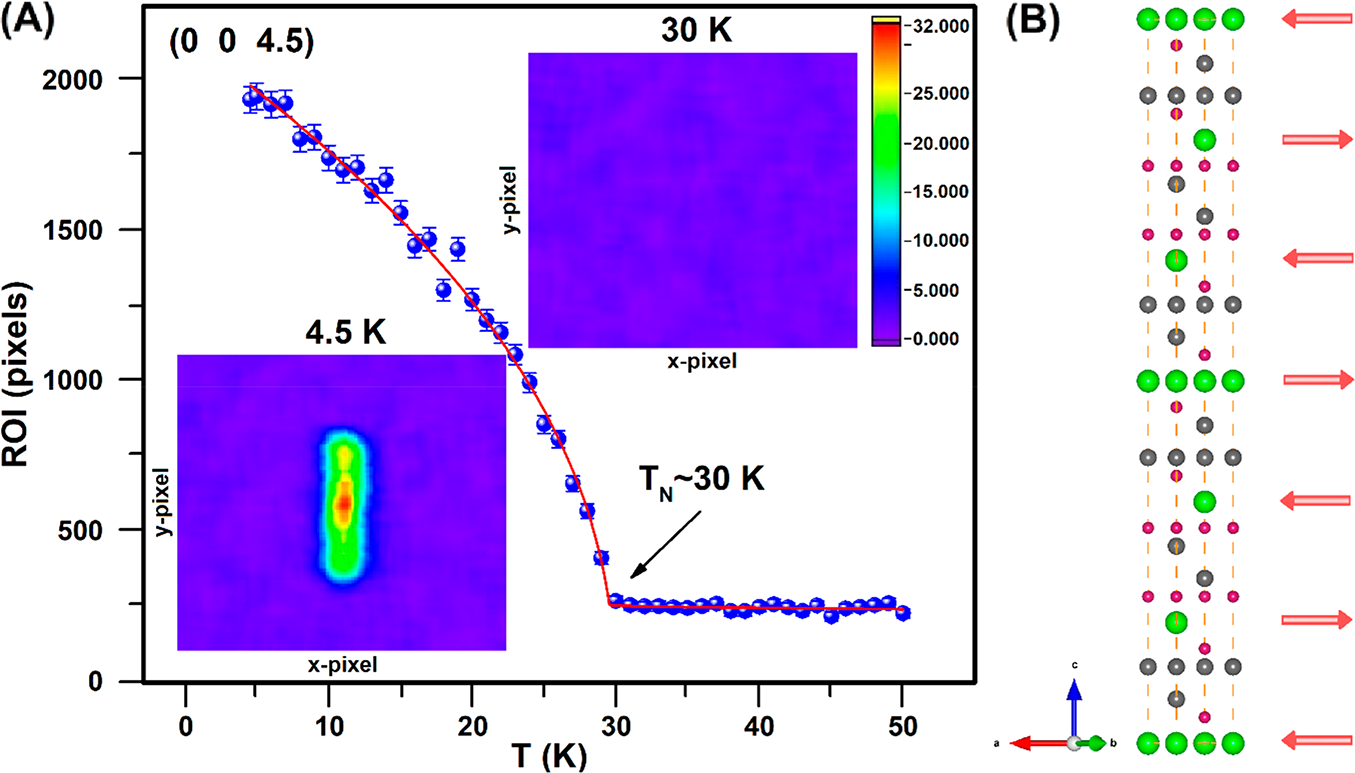 (A)
(0 0 4.5)
30 K
y-pixel
x-pixel
32.000
25.000
20.000
15.000
10.000
5.000
0.000
4.5 K
y-pixel
x-pixel
T_N~30 K
ROI (pixels)
2000
1500
1000
500
0
0 10 20 30 40 50
T (K)
(B)
c
a
b